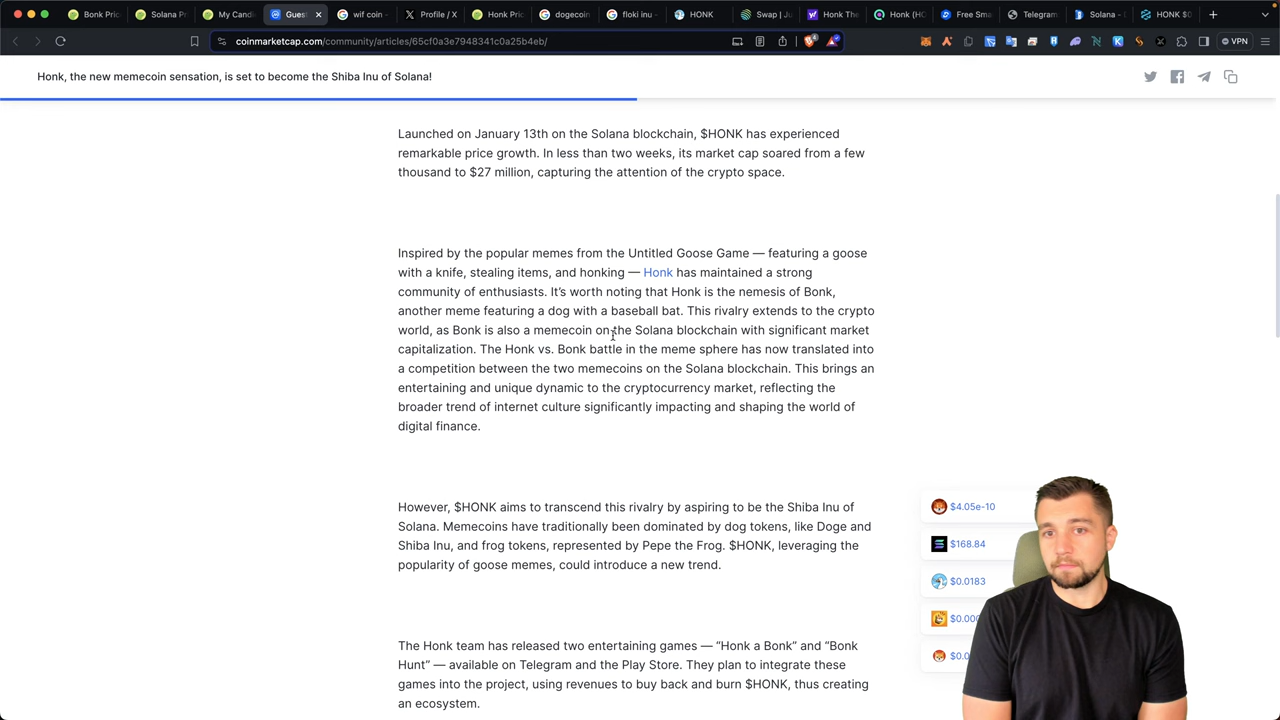 Bonk Pric
Solana Pr
My Candi
Guest
wif coin -
Profile / X
Honk Pric
dogecoin
floki inu -
HONK
Swap | Ju
Honk The
Honk (HO
Free Sma
Telegram
Solana - 
HONK $0
coinmarketcap.com/community/articles/65cf0a3e7948341c0a25b4eb/
4
2
VPN
Honk, the new memecoin sensation, is set to become the Shiba Inu of Solana!
Launched on January 13th on the Solana blockchain, $HONK has experienced
remarkable price growth. In less than two weeks, its market cap soared from a few
thousand to $27 million, capturing the attention of the crypto space.
Inspired by the popular memes from the Untitled Goose Game — featuring a goose
with a knife, stealing items, and honking — Honk has maintained a strong
community of enthusiasts. It's worth noting that Honk is the nemesis of Bonk,
another meme featuring a dog with a baseball bat. This rivalry extends to the crypto
world, as Bonk is also a memecoin on the Solana blockchain with significant market
capitalization. The Honk vs. Bonk battle in the meme sphere has now translated into
a competition between the two memecoins on the Solana blockchain. This brings an
entertaining and unique dynamic to the cryptocurrency market, reflecting the
broader trend of internet culture significantly impacting and shaping the world of
digital finance.
However, $HONK aims to transcend this rivalry by aspiring to be the Shiba Inu of
Solana. Memecoins have traditionally been dominated by dog tokens, like Doge and
Shiba Inu, and frog tokens, represented by Pepe the Frog. $HONK, leveraging the
popularity of goose memes, could introduce a new trend.
The Honk team has released two entertaining games — “Honk a Bonk” and “Bonk
Hunt” — available on Telegram and the Play Store. They plan to integrate these
games into the project, using revenues to buy back and burn $HONK, thus creating
an ecosystem.
$4.05e-10
$168.84
$0.0183
$0.000
$0.0